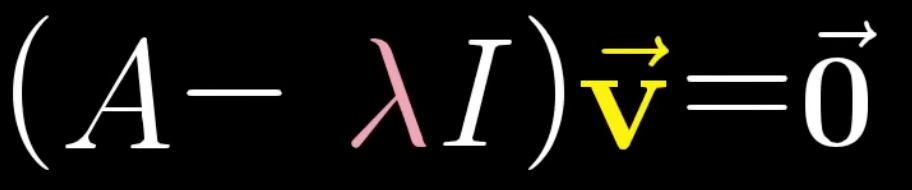 (A − λI)v⃗ = 0⃗